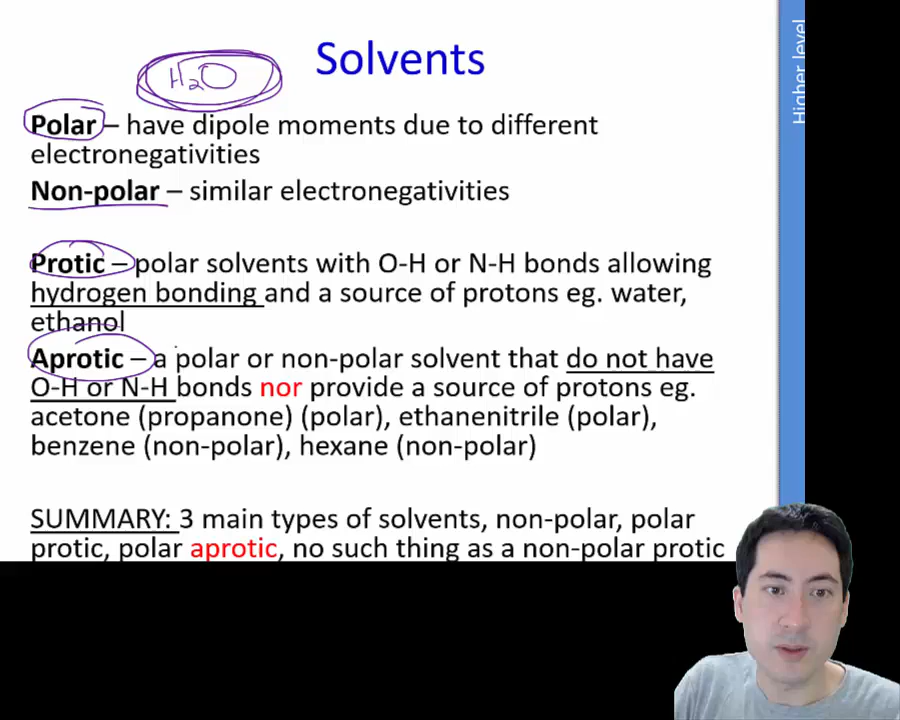 Solvents
H₂O
Polar – have dipole moments due to different
electronegativities
Non-polar – similar electronegativities
Protic – polar solvents with O-H or N-H bonds allowing
hydrogen bonding and a source of protons eg. water,
ethanol
Aprotic – a polar or non-polar solvent that do not have
O-H or N-H bonds nor provide a source of protons eg.
acetone (propanone) (polar), ethanenitrile (polar),
benzene (non-polar), hexane (non-polar)
SUMMARY: 3 main types of solvents, non-polar, polar
protic, polar aprotic, no such thing as a non-polar protic
Higher level